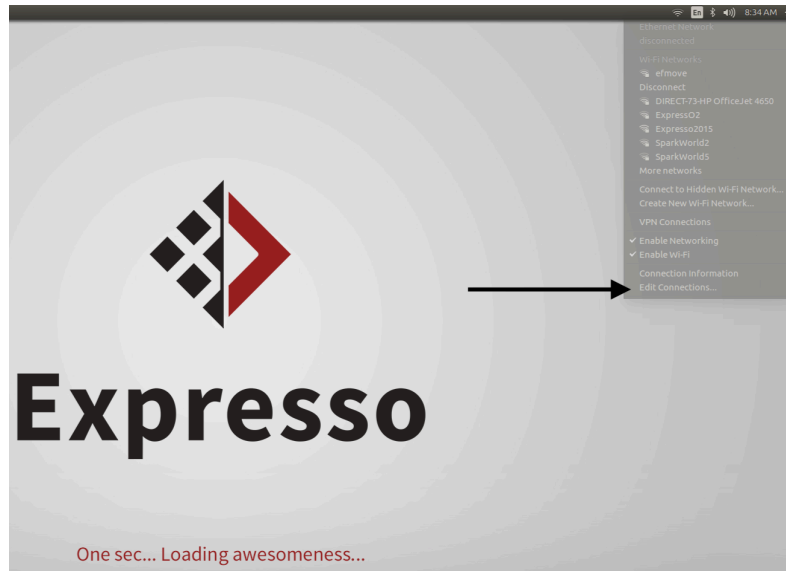 En 8:34 AM
Ethernet Network
disconnected
Wi-Fi Networks
efmove
Disconnect
DIRECT-73-HP OfficeJet 4650
ExpressO2
Expresso2015
SparkWorld2
SparkWorld5
More networks
Connect to Hidden Wi-Fi Network...
Create New Wi-Fi Network...
VPN Connections
Enable Networking
Enable Wi-Fi
Connection Information
Edit Connections...
Expresso
One sec... Loading awesomeness...